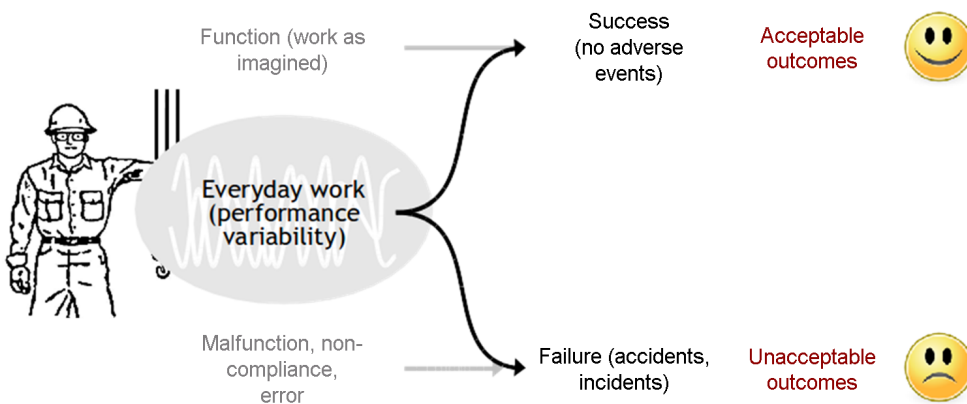 Function (work as
imagined)
Success
(no adverse
events)
Acceptable
outcomes
Everyday work
(performance
variability)
Malfunction, non-
compliance,
error
Failure (accidents,
incidents)
Unacceptable
outcomes